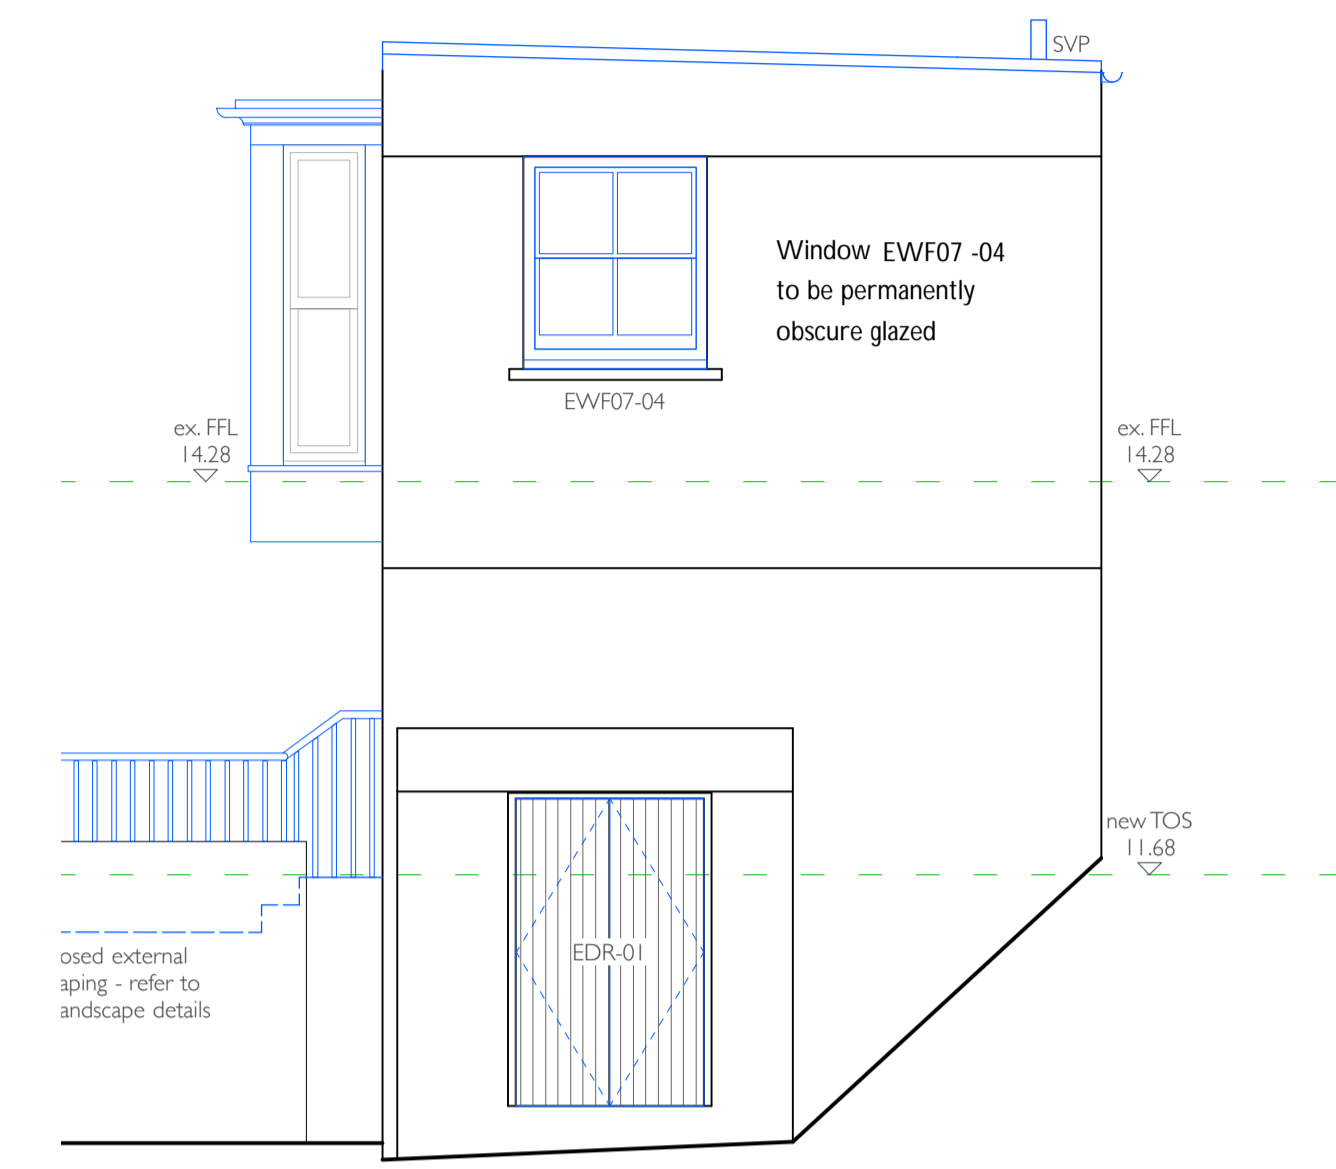 SVP
Window EWF07 -04
to be permanently
obscure glazed
EWF07-04
ex. FFL
14.28
ex. FFL
14.28
new TOS
11.68
EDR-01
osed external
aping - refer to
andscape details